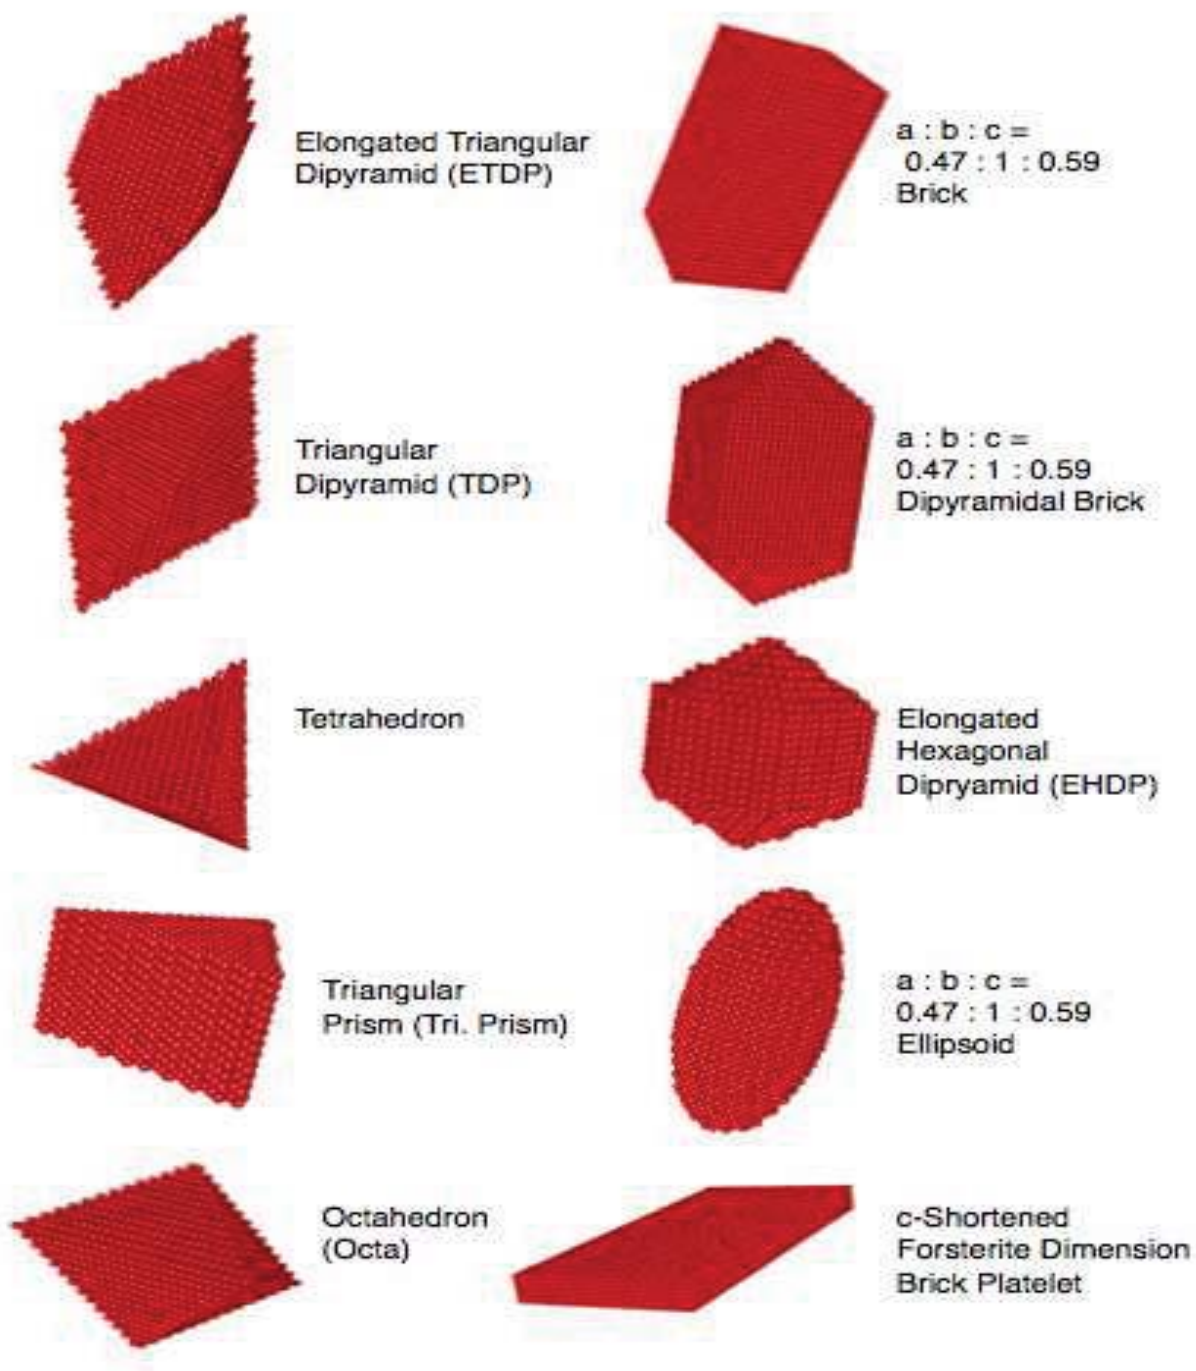 Elongated Triangular
Dipyramid (ETDP)
a : b : c =
0.47 : 1 : 0.59
Brick
Triangular
Dipyramid (TDP)
a : b : c =
0.47 : 1 : 0.59
Dipyramidal Brick
Tetrahedron
Elongated
Hexagonal
Dipryamid (EHDP)
Triangular
Prism (Tri. Prism)
a : b : c =
0.47 : 1 : 0.59
Ellipsoid
Octahedron
(Octa)
c-Shortened
Forsterite Dimension
Brick Platelet